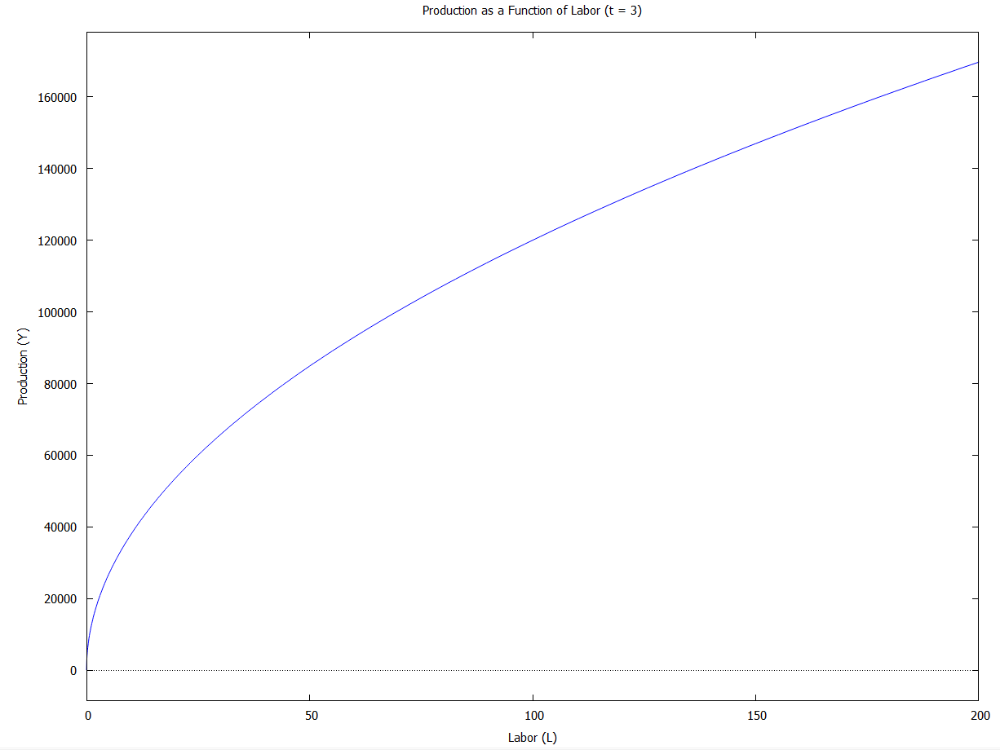 Production as a Function of Labor (t = 3)
160000
140000
120000
100000
80000
60000
40000
20000
0
Production (Y)
0 50 100 150 200
Labor (L)